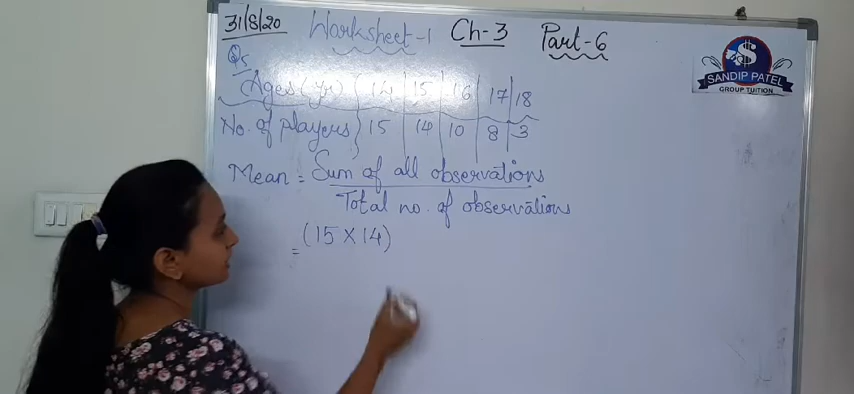 31/8/20 Worksheet-1 Ch-3 Part-6
Q5
Ages (yr) 14 15 16 17 18
No. of players 15 14 10 8 3
Mean = Sum of all observations
Total no. of observations
= (15 × 14)
$
SANDIP PATEL
GROUP TUITION